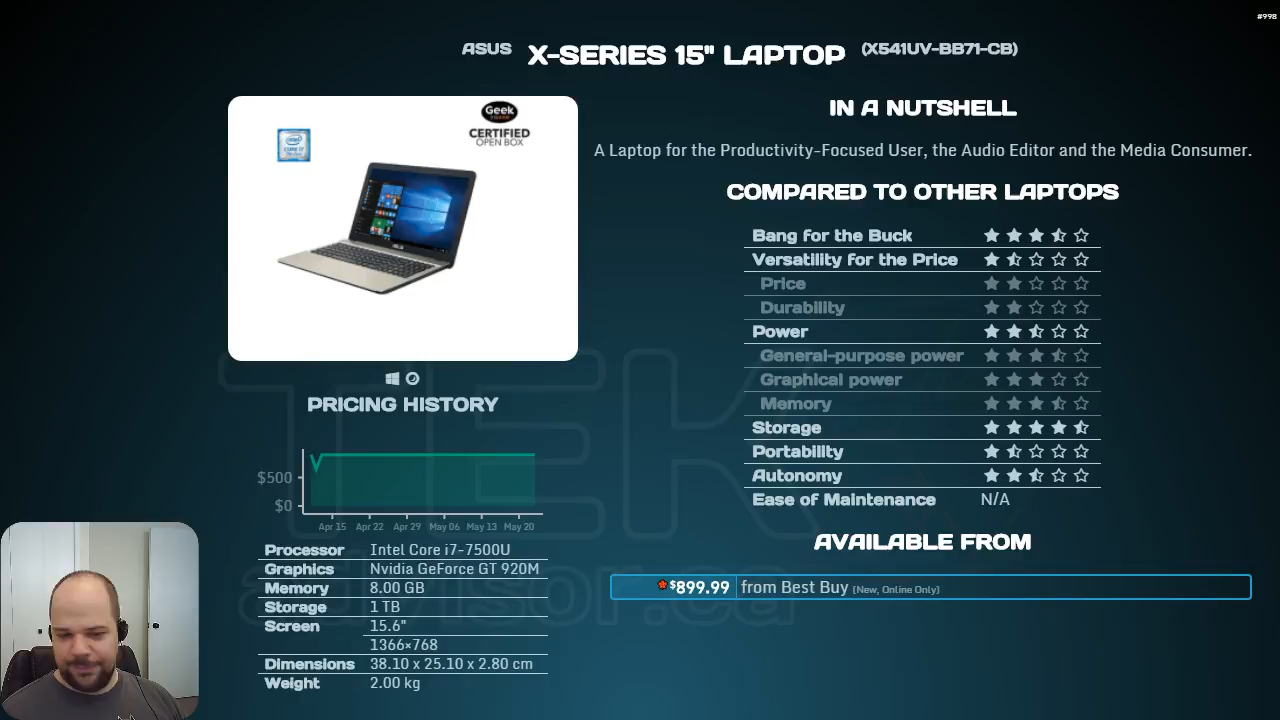 #998
ASUS X-SERIES 15" LAPTOP (X541UV-BB71-CB)
Geek
CERTIFIED
OPEN BOX
IN A NUTSHELL
A Laptop for the Productivity-Focused User, the Audio Editor and the Media Consumer.
COMPARED TO OTHER LAPTOPS
Bang for the Buck
Versatility for the Price
Price
Durability
Power
General-purpose power
Graphical power
Memory
Storage
Portability
Autonomy
Ease of Maintenance N/A
PRICING HISTORY
$500
$0
Apr 15 Apr 22 Apr 29 May 06 May 13 May 20
Processor Intel Core i7-7500U
Graphics Nvidia GeForce GT 920M
Memory 8.00 GB
Storage 1 TB
Screen 15.6"
1366×768
Dimensions 38.10 x 25.10 x 2.80 cm
Weight 2.00 kg
AVAILABLE FROM
$899.99 from Best Buy (New, Online Only)
TEK
advisor.ca